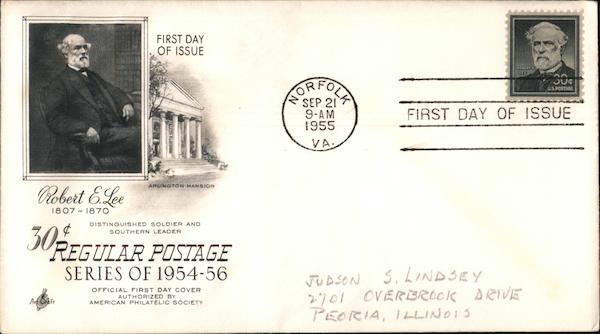 FIRST DAY
OF ISSUE
ARLINGTON MANSION
Robert E. Lee
1807-1870
DISTINGUISHED SOLDIER AND
SOUTHERN LEADER
30¢
REGULAR POSTAGE
SERIES OF 1954-56
OFFICIAL FIRST DAY COVER
AUTHORIZED BY
AMERICAN PHILATELIC SOCIETY
ArtCraft
NORFOLK
SEP 21
9-AM
1955
VA.
30¢
U.S. POSTAGE
FIRST DAY OF ISSUE
JUDSON S. LINDSEY
2701 OVERBROOK DRIVE
PEORIA, ILLINOIS